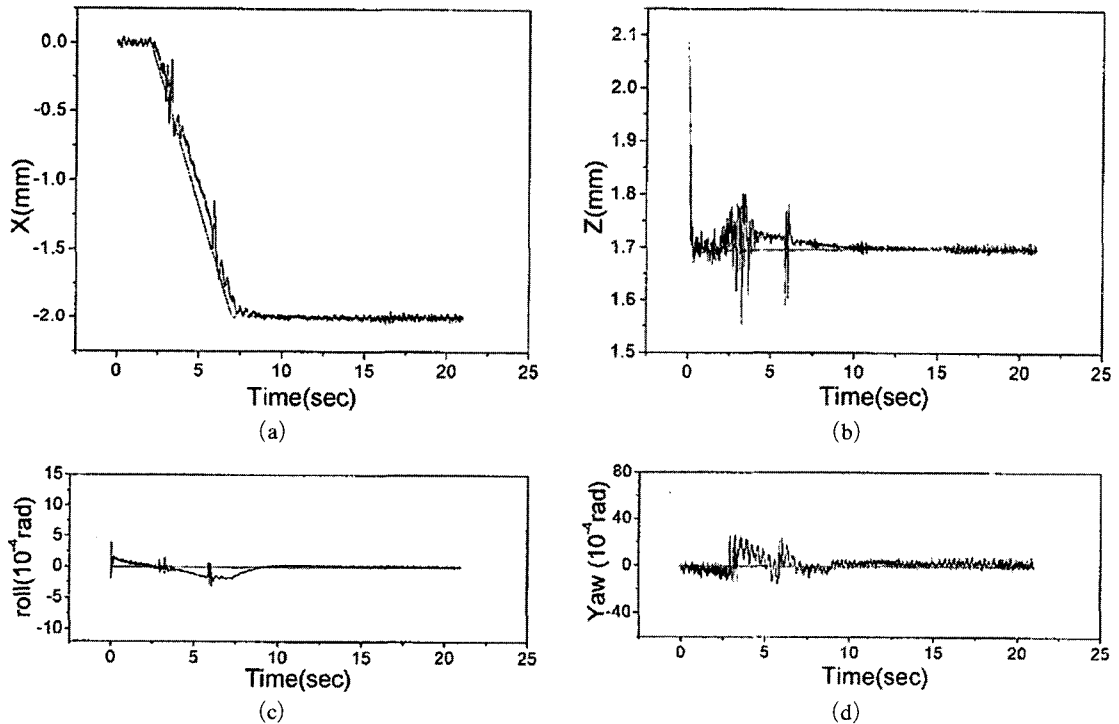 0.0
-0.5
-1.0
-1.5
-2.0
X(mm)
0 5 10 15 20 25
Time(sec)
(a)
2.1
2.0
1.9
1.8
1.7
1.6
1.5
Z(mm)
0 5 10 15 20 25
Time(sec)
(b)
15
10
5
0
-5
-10
roll(10⁻⁴rad)
0 5 10 15 20 25
Time(sec)
(c)
80
40
0
-40
Yaw (10⁻⁴rad)
0 5 10 15 20 25
Time(sec)
(d)